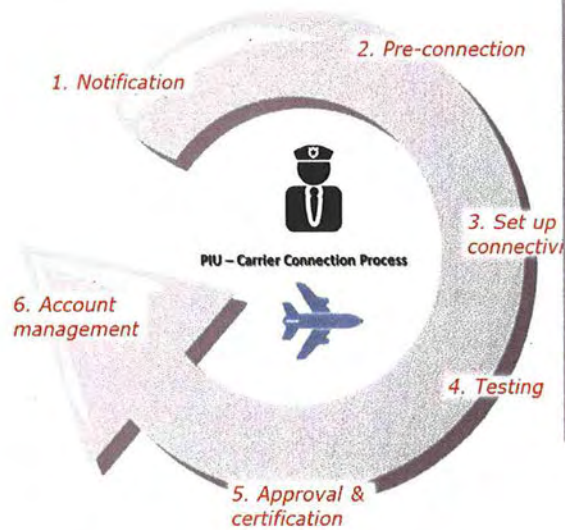 1. Notification
2. Pre-connection
3. Set up
connectivi
4. Testing
5. Approval &
certification
6. Account
management
PIU – Carrier Connection Process